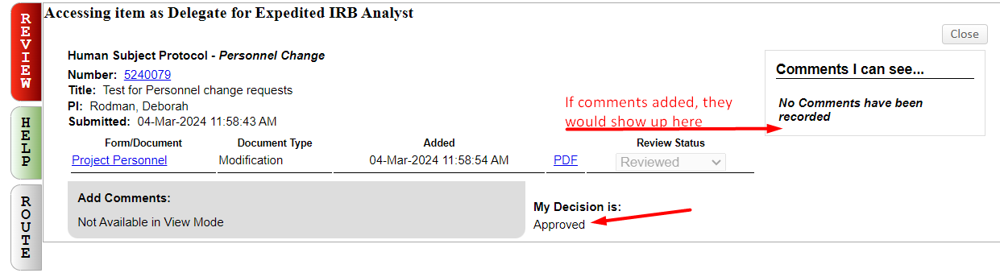 Accessing item as Delegate for Expedited IRB Analyst
REVIEW
HELP
ROUTE
Close
Human Subject Protocol - Personnel Change
Number: 5240079
Title: Test for Personnel change requests
PI: Rodman, Deborah
Submitted: 04-Mar-2024 11:58:43 AM
Comments I can see...
No Comments have been
recorded
If comments added, they
would show up here
Form/Document Document Type Added Review Status
Project Personnel Modification 04-Mar-2024 11:58:54 AM PDF Reviewed
Add Comments:
Not Available in View Mode
My Decision is:
Approved